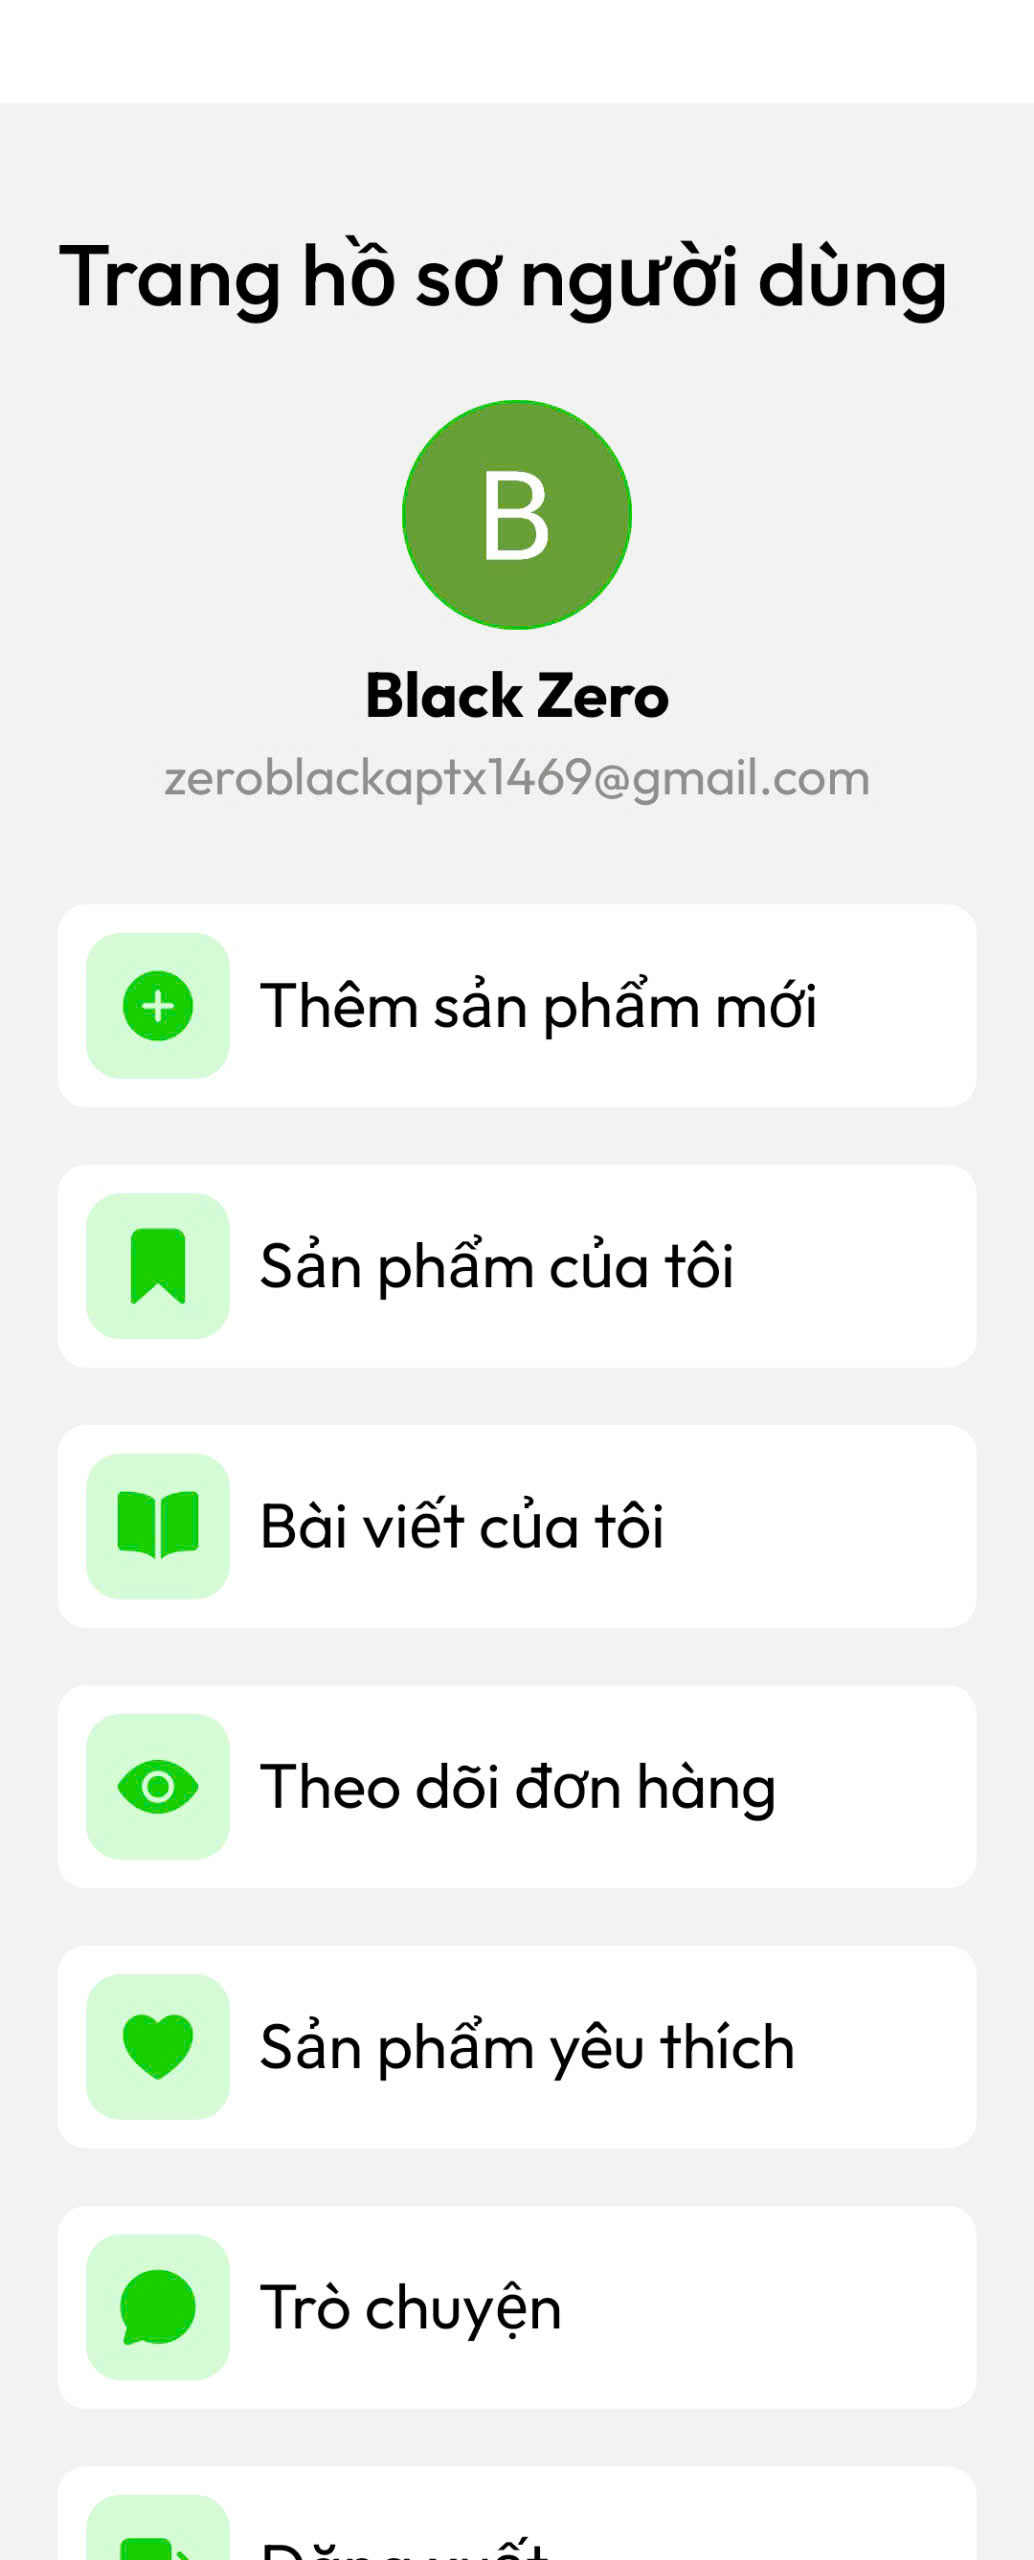 Trang hồ sơ người dùng
B
Black Zero
zeroblackaptx1469@gmail.com
Thêm sản phẩm mới
Sản phẩm của tôi
Bài viết của tôi
Theo dõi đơn hàng
Sản phẩm yêu thích
Trò chuyện